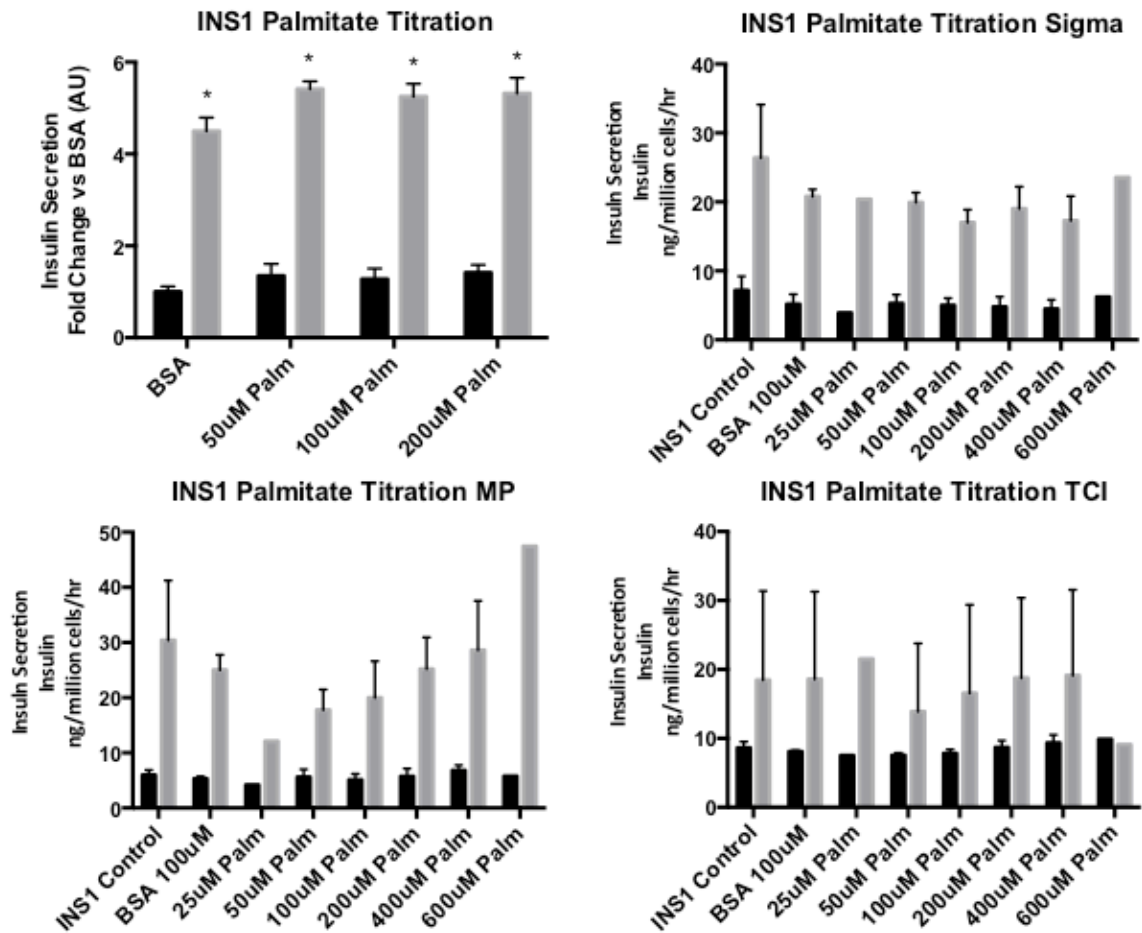 INS1 Palmitate Titration
Insulin Secretion
Fold Change vs BSA (AU)
6
4
2
0
*
*
*
*
BSA
50uM Palm
100uM Palm
200uM Palm
INS1 Palmitate Titration Sigma
Insuln Secretion
Insulin
ng/million cells/hr
40
30
20
10
0
INS1 Control
BSA 100uM
25uM Palm
50uM Palm
100uM Palm
200uM Palm
400uM Palm
600uM Palm
INS1 Palmitate Titration MP
Insuln Secretion
Insulin
ng/million cells/hr
50
40
30
20
10
0
INS1 Control
BSA 100uM
25uM Palm
50uM Palm
100uM Palm
200uM Palm
400uM Palm
600uM Palm
INS1 Palmitate Titration TCI
Insuln Secretion
Insulin
ng/million cells/hr
40
30
20
10
0
INS1 Control
BSA 100uM
25uM Palm
50uM Palm
100uM Palm
200uM Palm
400uM Palm
600uM Palm